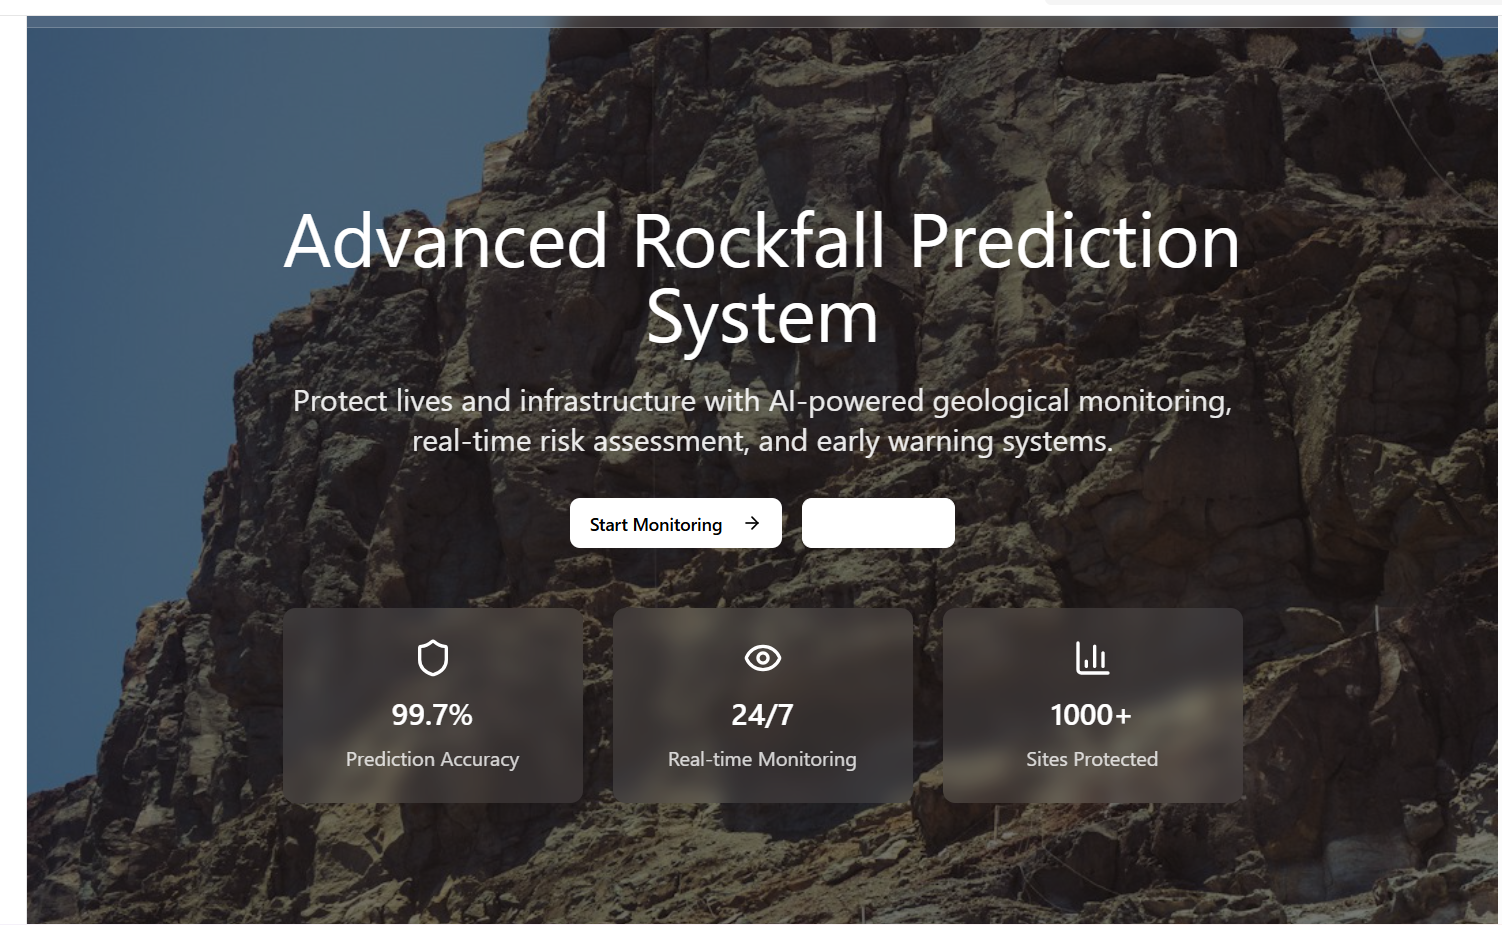 Advanced Rockfall Prediction
System
Protect lives and infrastructure with AI-powered geological monitoring,
real-time risk assessment, and early warning systems.
Start Monitoring
99.7%
24/7
1000+
Prediction Accuracy
Real-time Monitoring
Sites Protected